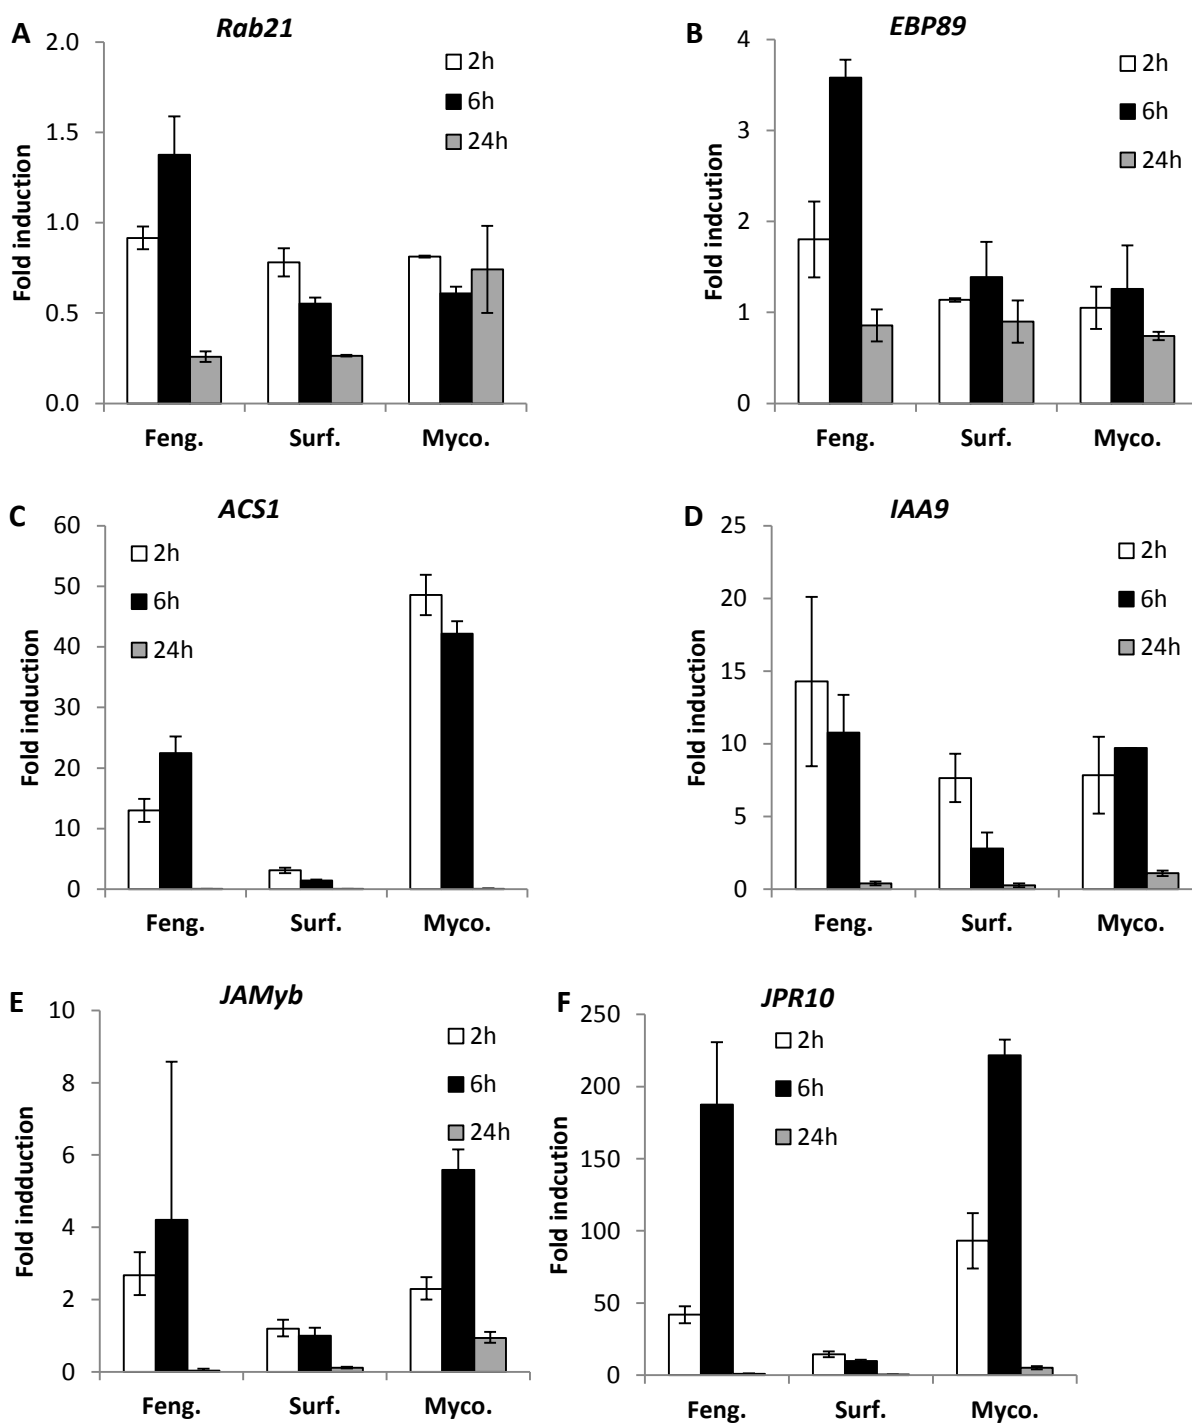 A
Rab21
2.0
1.5
1.0
0.5
0.0
Fold induction
2h
6h
24h
Feng. Surf. Myco.
B
EBP89
4
3
2
1
0
Fold indcution
2h
6h
24h
Feng. Surf. Myco.
C
ACS1
60
50
40
30
20
10
0
Fold induction
2h
6h
24h
Feng. Surf. Myco.
D
IAA9
25
20
15
10
5
0
Fold induction
2h
6h
24h
Feng. Surf. Myco.
E
JAMyb
10
8
6
4
2
0
Fold indduction
2h
6h
24h
Feng. Surf. Myco.
F
JPR10
250
200
150
100
50
0
Fold indcution
2h
6h
24h
Feng. Surf. Myco.